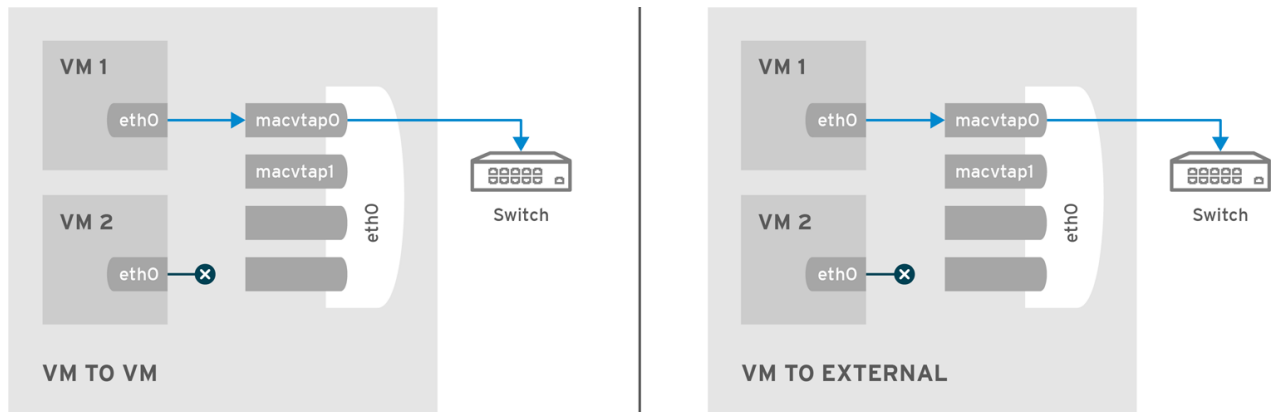 VM 1
eth0
macvtap0
macvtap1
eth0
Switch
VM 2
eth0
VM TO VM
VM 1
eth0
macvtap0
macvtap1
eth0
Switch
VM 2
eth0
VM TO EXTERNAL